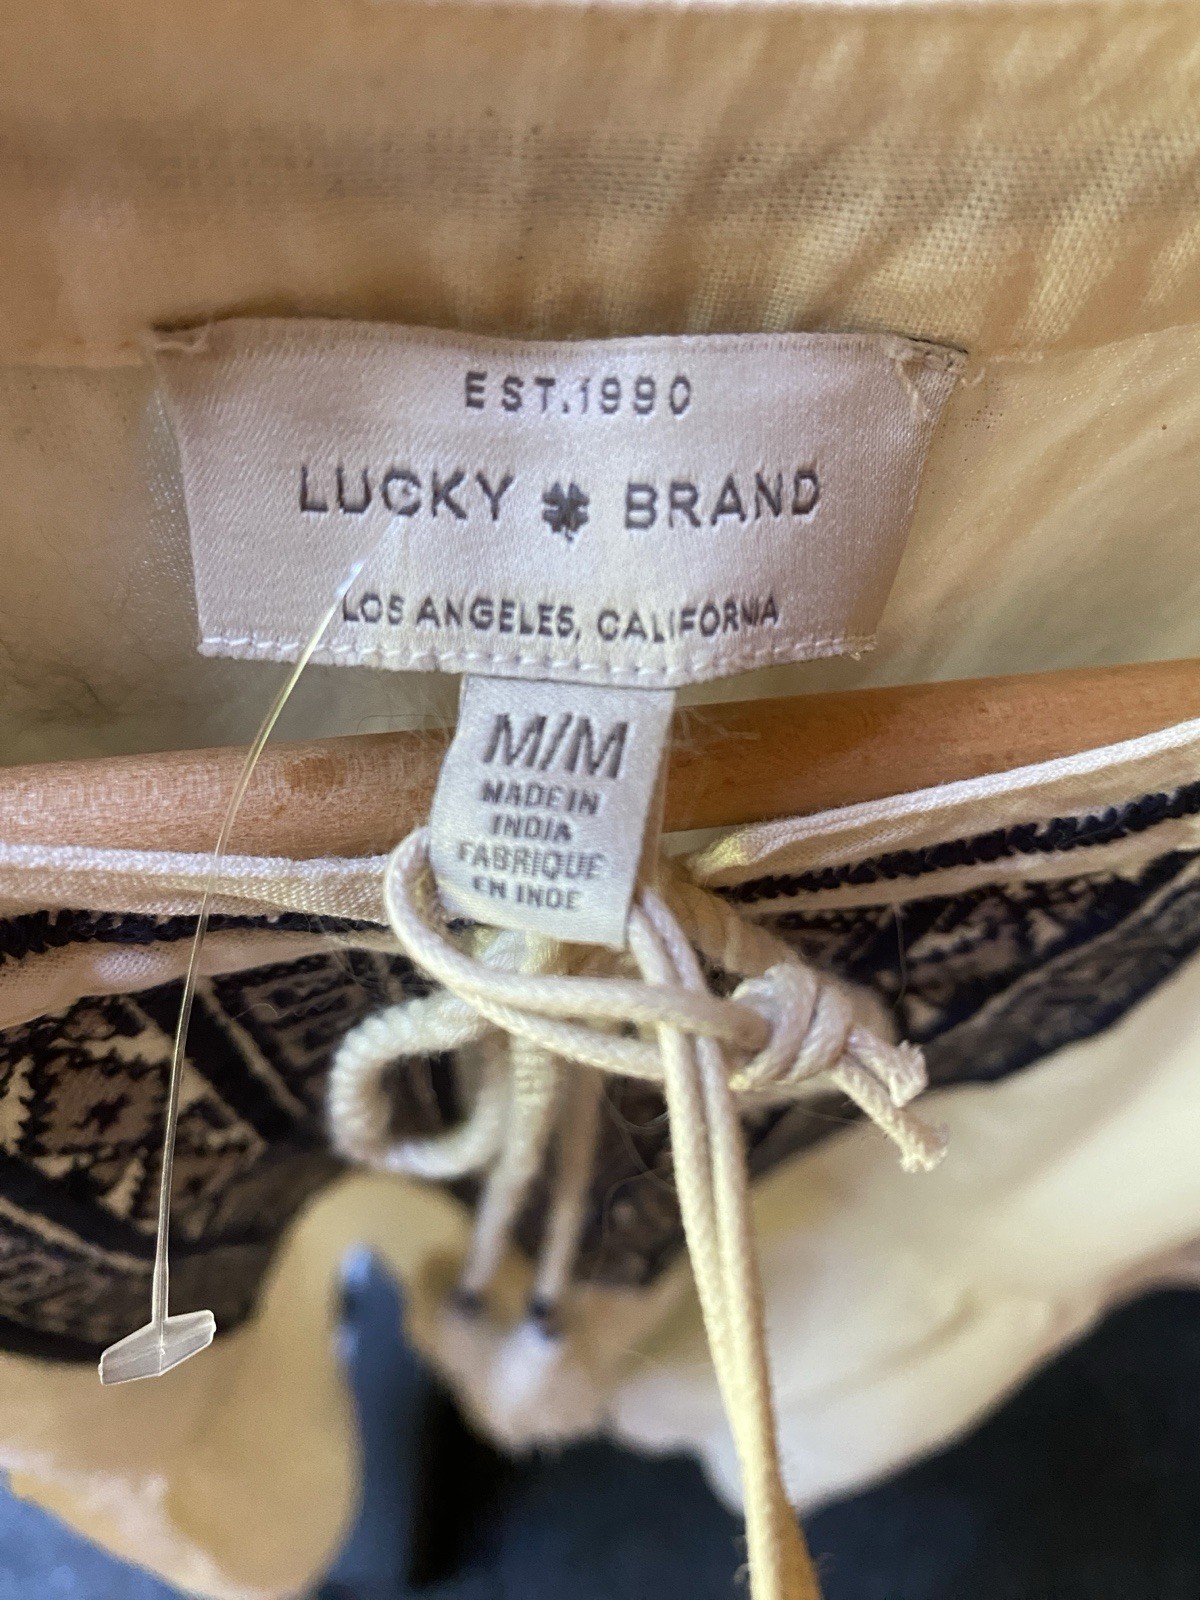 EST.1990
LUCKY BRAND
LOS ANGELES, CALIFORNIA
M/M
MADE IN
INDIA
FABRIQUE
EN INDE